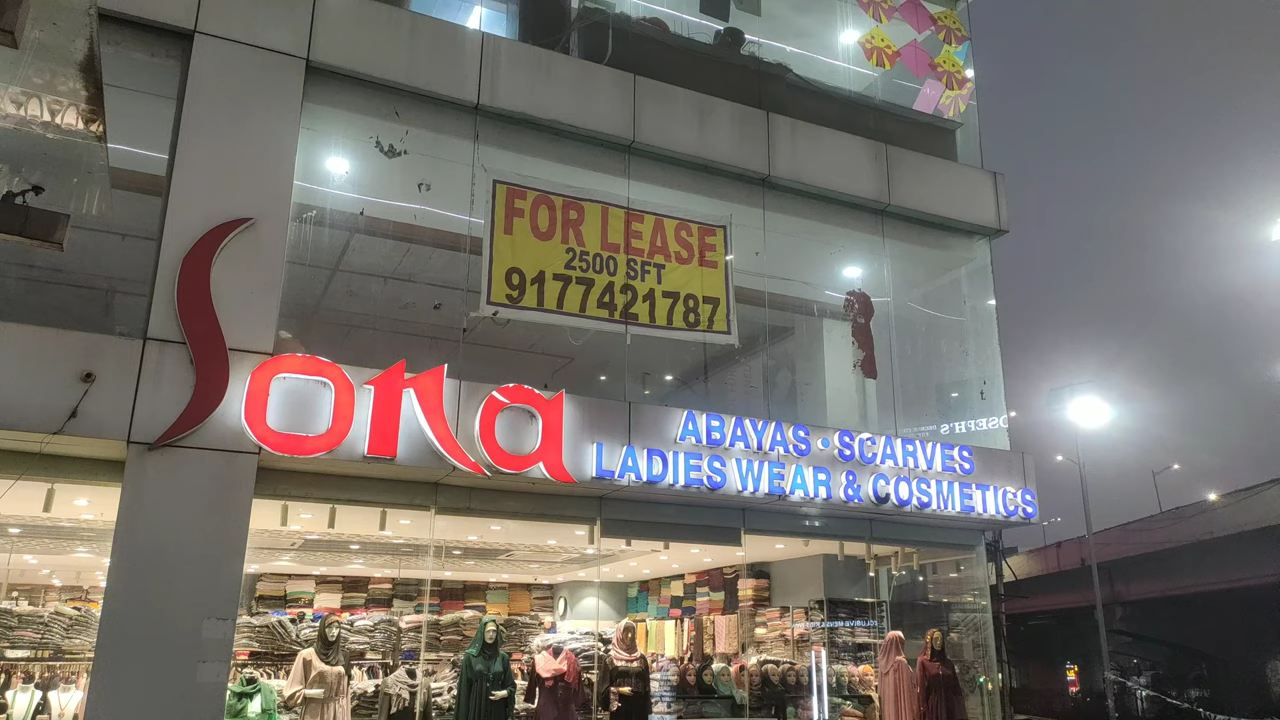 FOR LEASE
2500 SFT
9177421787
Sona
ABAYAS • SCARVES
LADIES WEAR & COSMETICS